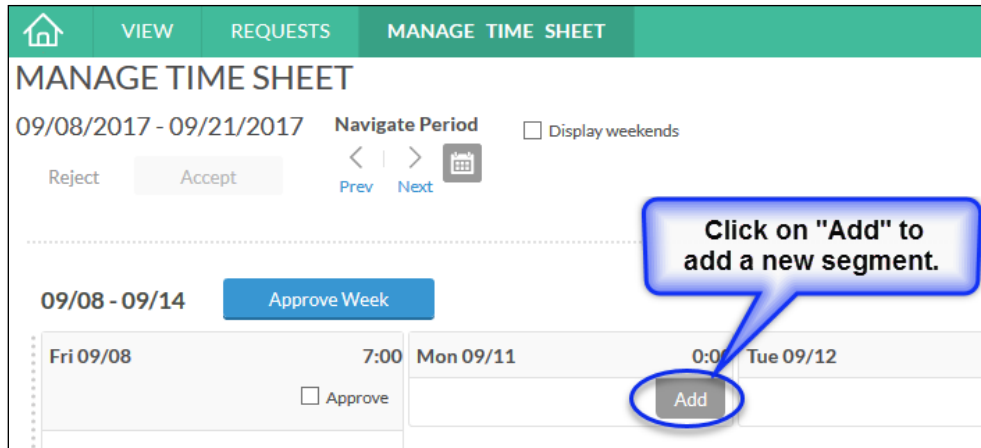 VIEW REQUESTS MANAGE TIME SHEET
MANAGE TIME SHEET
09/08/2017 - 09/21/2017 Navigate Period Display weekends
Reject Accept Prev Next
Click on "Add" to
add a new segment.
09/08 - 09/14 Approve Week
Fri 09/08 7:00 Mon 09/11 0:00 Tue 09/12
Approve Add